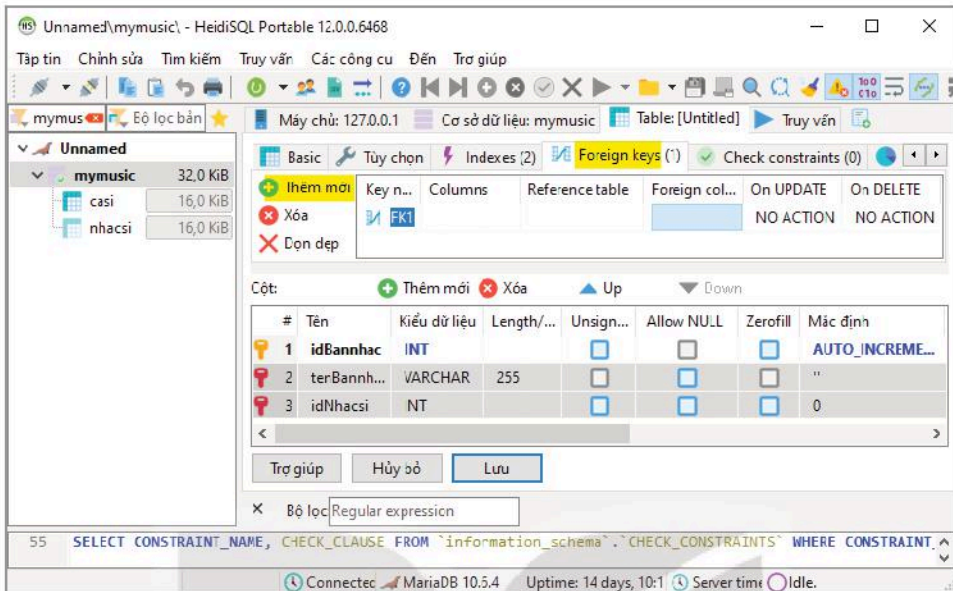 Unnamed\mymusic\ - HeidiSQL Portable 12.0.0.6468
Tập tin Chỉnh sửa Tìm kiếm Truy vấn Các công cụ Đến Trợ giúp
mymus Bộ lọc bản Máy chủ: 127.0.0.1 Cơ sở dữ liệu: mymusic Table: [Untitled] Truy vấn
Unnamed
mymusic 32,0 KiB
casi 16,0 KiB
nhacsi 16,0 KiB
Basic Tùy chọn Indexes (2) Foreign keys (1) Check constraints (0)
Thêm mới
Xóa
Dọn dẹp
Key n... Columns Reference table Foreign col... On UPDATE On DELETE
FK1 NO ACTION NO ACTION
Cột: Thêm mới Xóa Up Down
# Tên Kiểu dữ liệu Length/... Unsign... Allow NULL Zerofill Mặc định
1 idBannhac INT AUTO_INCREME...
2 terBannh... VARCHAR 255 ''
3 idNhacsi INT 0
Trợ giúp Hủy bỏ Lưu
Bộ lọc Regular expression
55 SELECT CONSTRAINT_NAME, CHECK_CLAUSE FROM `information_schema`.`CHECK_CONSTRAINTS` WHERE CONSTRAINT_
Connected MariaDB 10.5.4 Uptime: 14 days, 10:1 Server time Idle.